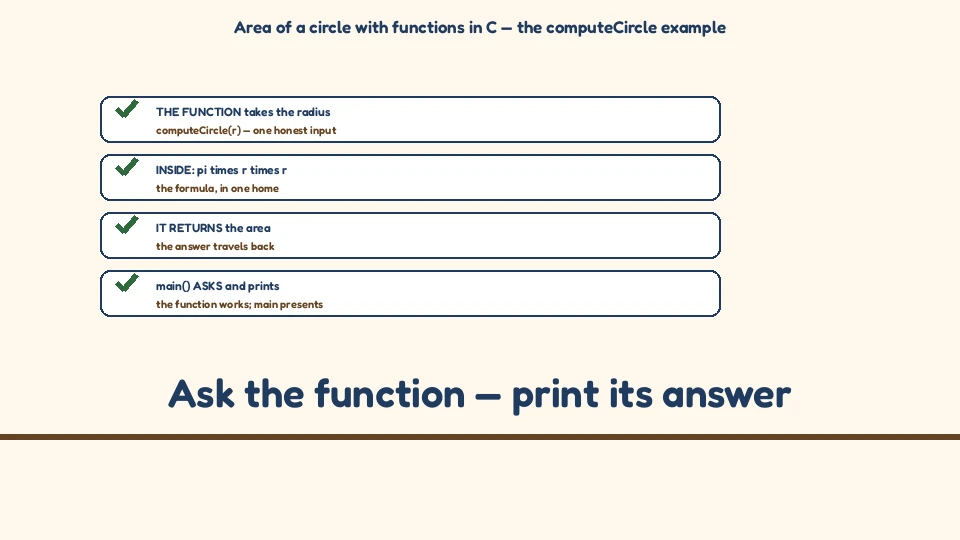 Area of a circle with functions in C — the computeCircle example
THE FUNCTION takes the radius
computeCircle(r) — one honest input
INSIDE: pi times r times r
the formula, in one home
IT RETURNS the area
the answer travels back
main() ASKS and prints
the function works; main presents
Ask the function — print its answer